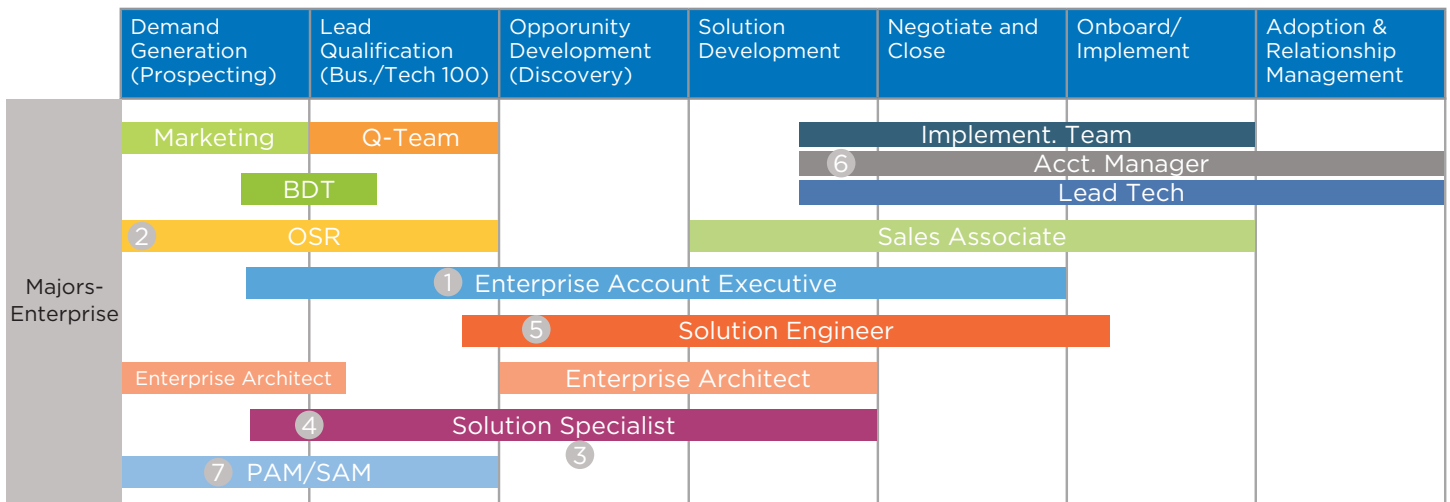 Demand
Generation
(Prospecting)
Lead
Qualification
(Bus./Tech 100)
Opporunity
Development
(Discovery)
Solution
Development
Negotiate and
Close
Onboard/
Implement
Adoption &
Relationship
Management
Majors-
Enterprise
Marketing
Q-Team
Implement. Team
6 Acct. Manager
BDT
Lead Tech
2 OSR
Sales Associate
1 Enterprise Account Executive
5 Solution Engineer
Enterprise Architect
Enterprise Architect
4 Solution Specialist
3
7 PAM/SAM